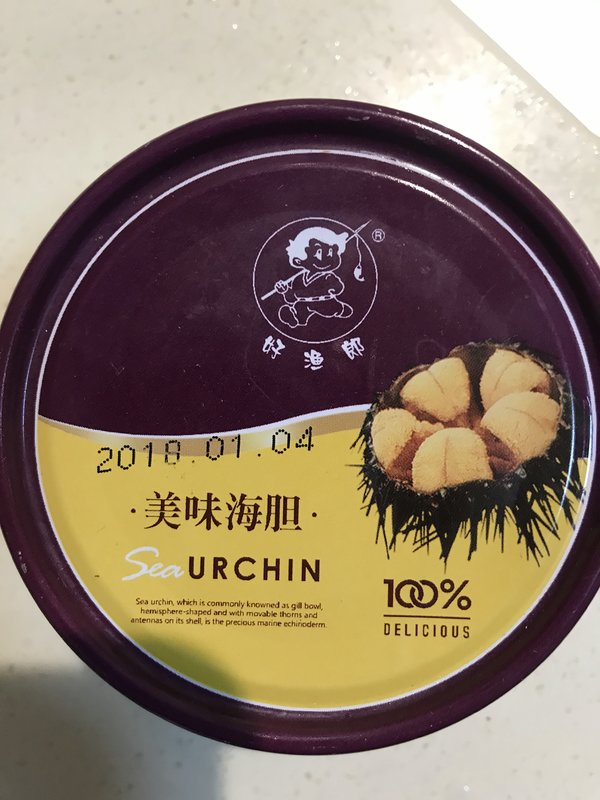 ®
好渔郎
2018.01.04
·美味海胆·
Sea URCHIN
Sea urchin, which is commonly knowned as gill bowl,
hemisphere-shaped and with movable thorns and
antennas on its shell, is the precious marine echinoderm.
100%
DELICIOUS